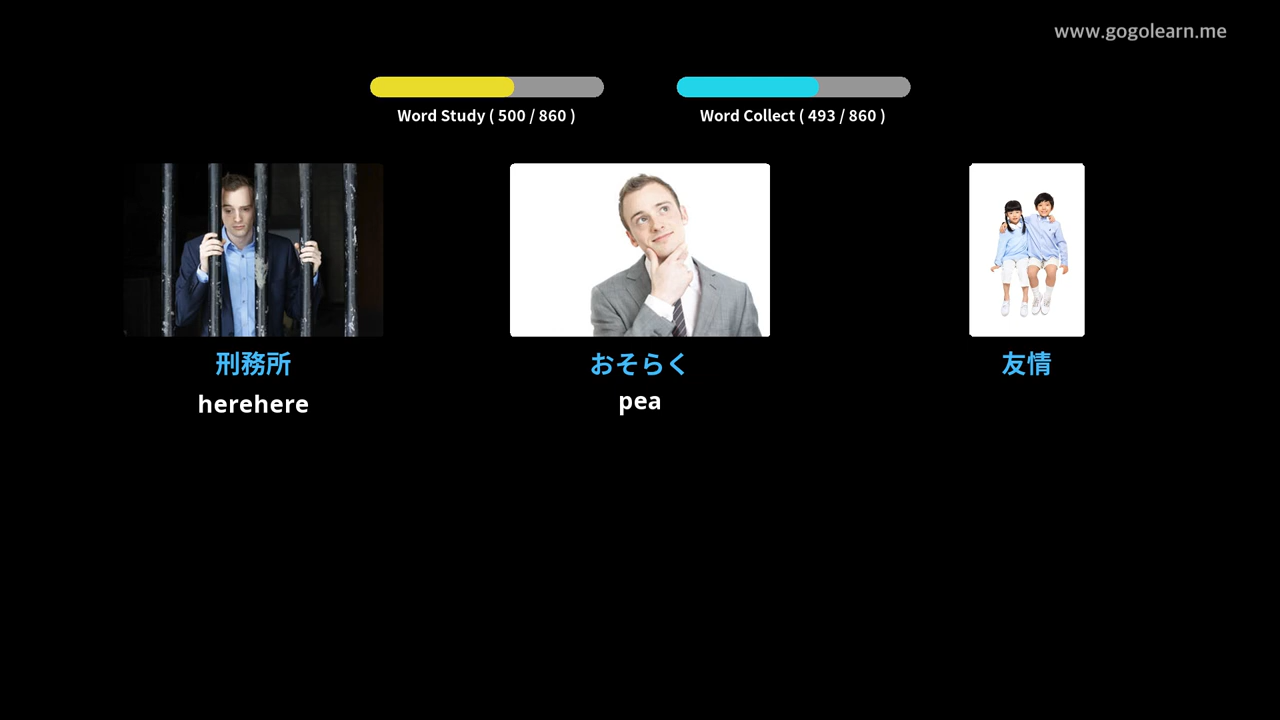 www.gogolearn.me
Word Study ( 500 / 860 )
Word Collect ( 493 / 860 )
刑務所
おそらく
友情
herehere
pea